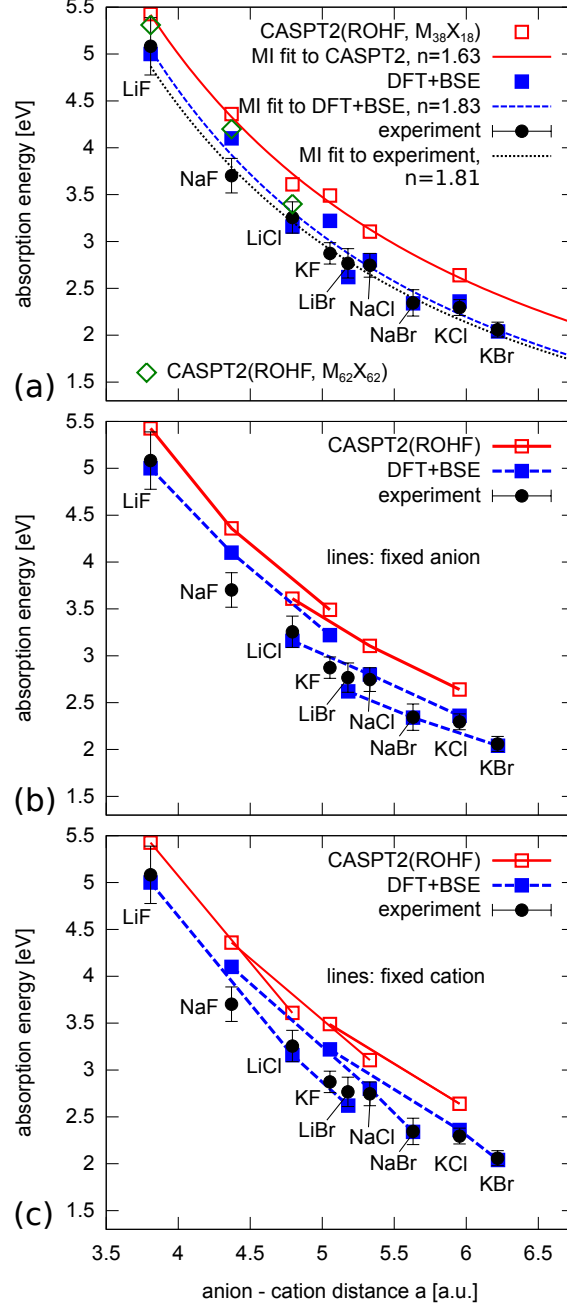 5.5
5
4.5
4
3.5
3
2.5
2
1.5
absorption energy [eV]
CASPT2(ROHF, M38X18)
MI fit to CASPT2, n=1.63
DFT+BSE
MI fit to DFT+BSE, n=1.83
experiment
MI fit to experiment,
n=1.81
LiF
NaF
LiCl
KF
LiBr
NaCl
NaBr
KCl
KBr
CASPT2(ROHF, M62X62)
(a)
5.5
5
4.5
4
3.5
3
2.5
2
1.5
absorption energy [eV]
CASPT2(ROHF)
DFT+BSE
experiment
lines: fixed anion
LiF
NaF
LiCl
KF
LiBr
NaCl
NaBr
KCl
KBr
(b)
5.5
5
4.5
4
3.5
3
2.5
2
1.5
absorption energy [eV]
CASPT2(ROHF)
DFT+BSE
experiment
lines: fixed cation
LiF
NaF
LiCl
KF
LiBr
NaCl
NaBr
KCl
KBr
(c)
3.5 4 4.5 5 5.5 6 6.5
anion - cation distance a [a.u.]